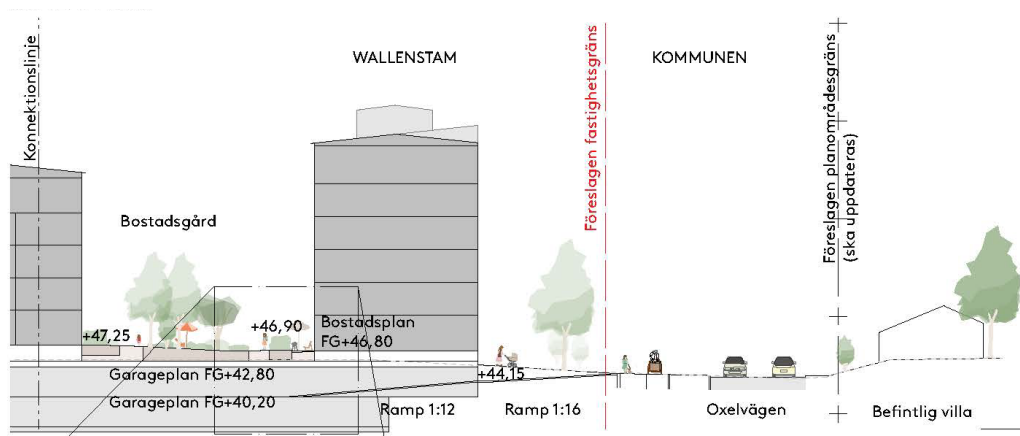 Konnektionslinje
WALLENSTAM
Föreslagen fastighetsgräns
KOMMUNEN
Föreslagen planområdesgräns
(ska uppdateras)
Bostadsgård
+47,25
+46,90
Bostadsplan
FG+46,80
Garageplan FG+42,80
+44,15
Garageplan FG+40,20
Ramp 1:12
Ramp 1:16
Oxelvägen
Befintlig villa